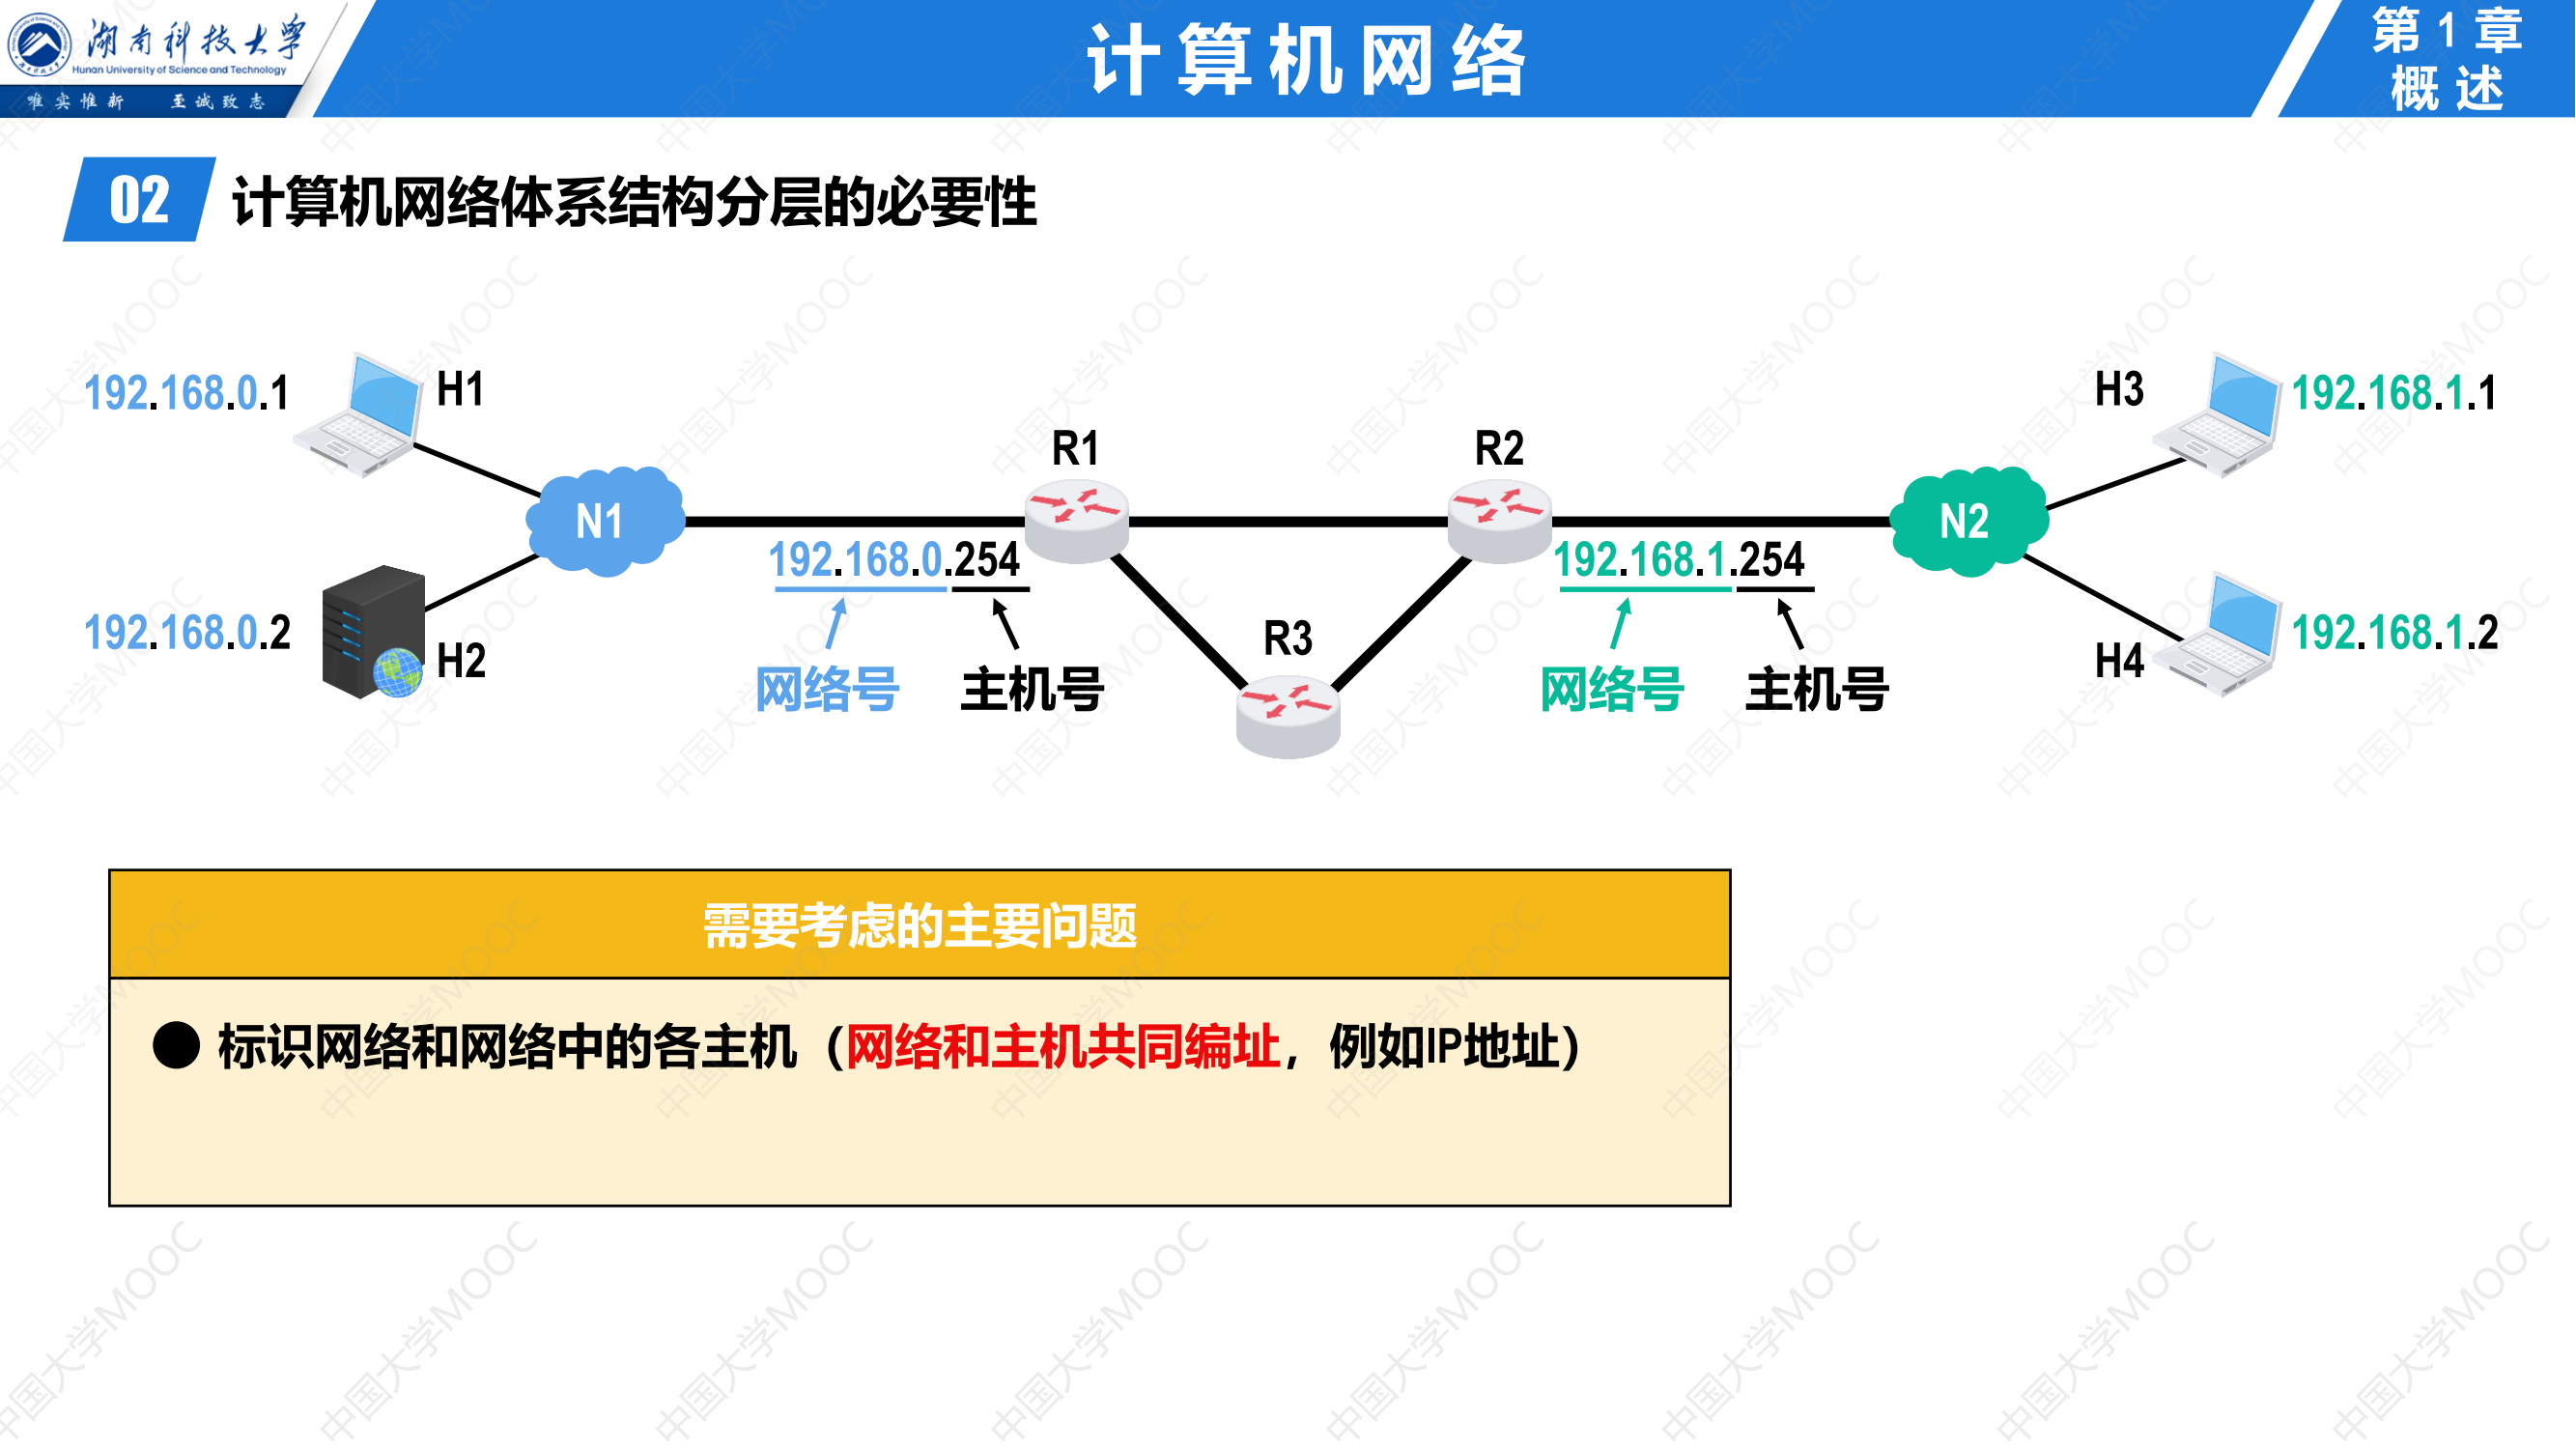 湖南科技大学
Hunan University of Science and Technology
唯实惟新 至诚致志
计算机网络
第1章
概述
02 计算机网络体系结构分层的必要性
192.168.0.1
H1
H3
192.168.1.1
R1
R2
N1
N2
192.168.0.254
192.168.1.254
192.168.0.2
H2
R3
H4
192.168.1.2
网络号
主机号
网络号
主机号
需要考虑的主要问题
● 标识网络和网络中的各主机（网络和主机共同编址，例如IP地址）
中国大学MOOC